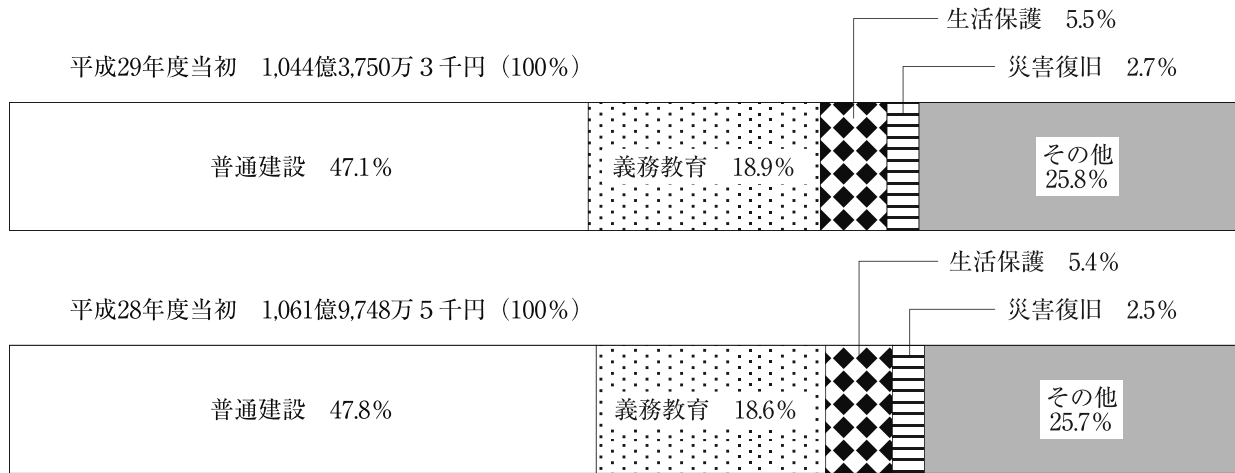 生活保護　5.5%
平成29年度当初　1,044億3,750万３千円（100%）
災害復旧　2.7%
普通建設　47.1%
義務教育　18.9%
その他
25.8%
生活保護　5.4%
平成28年度当初　1,061億9,748万５千円（100%）
災害復旧　2.5%
普通建設　47.8%
義務教育　18.6%
その他
25.7%